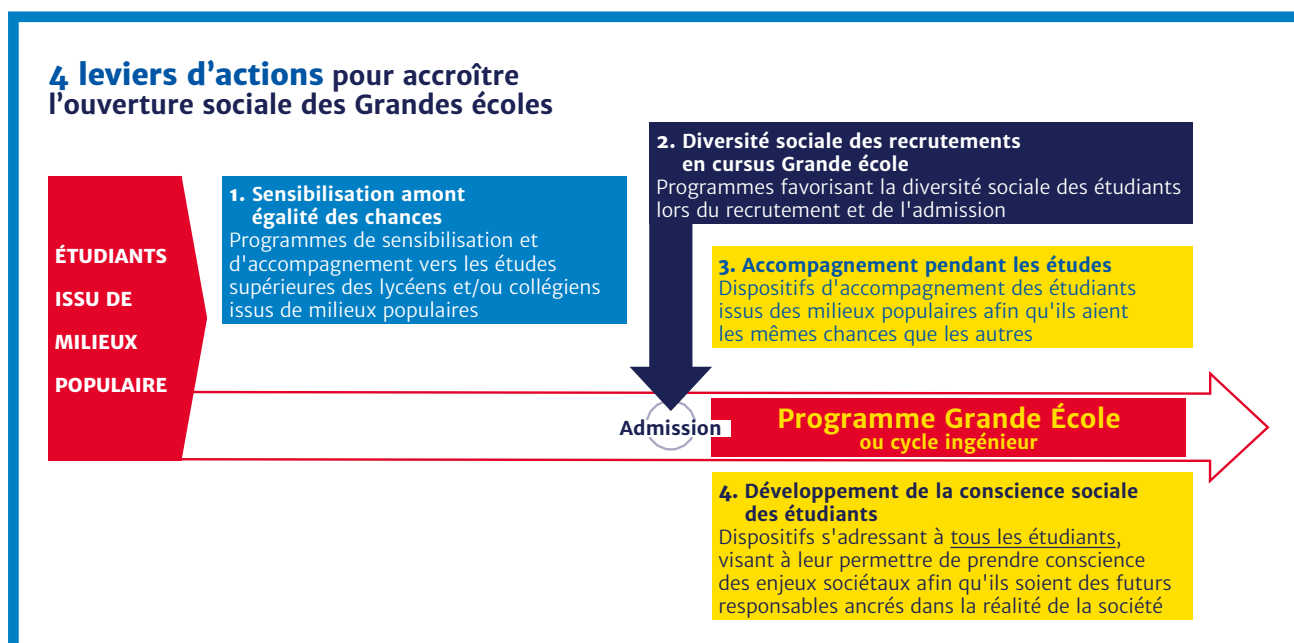 4 leviers d’actions pour accroître
l’ouverture sociale des Grandes écoles
ÉTUDIANTS
ISSU DE
MILIEUX
POPULAIRE
1. Sensibilisation amont
égalité des chances
Programmes de sensibilisation et
d'accompagnement vers les études
supérieures des lycéens et/ou collégiens
issus de milieux populaires
2. Diversité sociale des recrutements
en cursus Grande école
Programmes favorisant la diversité sociale des étudiants
lors du recrutement et de l'admission
3. Accompagnement pendant les études
Dispositifs d'accompagnement des étudiants
issus des milieux populaires afin qu'ils aient
les mêmes chances que les autres
Admission
Programme Grande École
ou cycle ingénieur
4. Développement de la conscience sociale
des étudiants
Dispositifs s'adressant à tous les étudiants,
visant à leur permettre de prendre conscience
des enjeux sociétaux afin qu'ils soient des futurs
responsables ancrés dans la réalité de la société